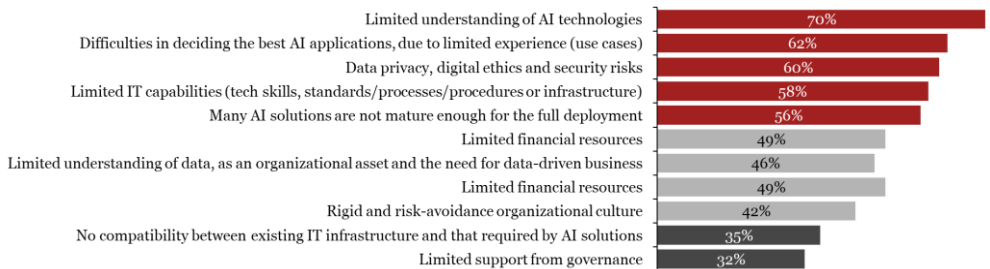 Limited understanding of AI technologies 70%
Difficulties in deciding the best AI applications, due to limited experience (use cases) 62%
Data privacy, digital ethics and security risks 60%
Limited IT capabilities (tech skills, standards/processes/procedures or infrastructure) 58%
Many AI solutions are not mature enough for the full deployment 56%
Limited financial resources 49%
Limited understanding of data, as an organizational asset and the need for data-driven business 46%
Limited financial resources 49%
Rigid and risk-avoidance organizational culture 42%
No compatibility between existing IT infrastructure and that required by AI solutions 35%
Limited support from governance 32%